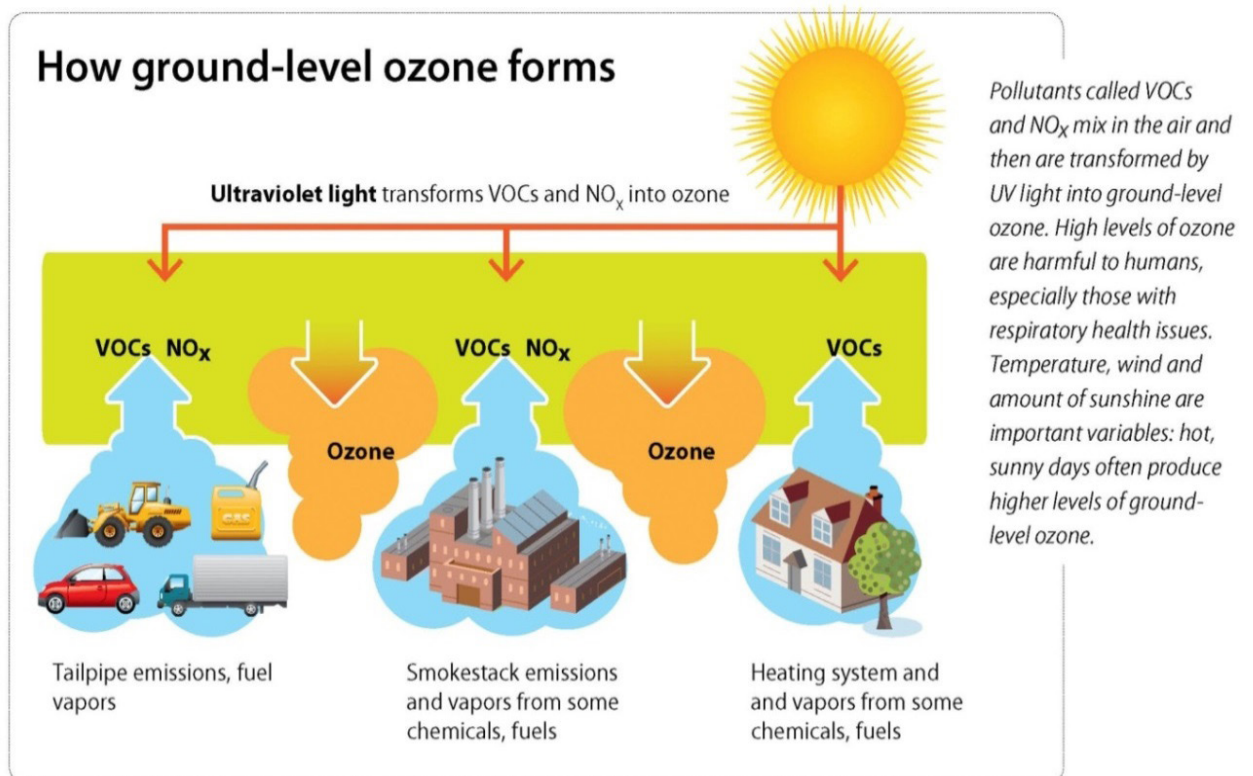 How ground-level ozone forms
Ultraviolet light transforms VOCs and NOx into ozone
VOCs NOx
VOCs NOx
VOCs
Ozone
Ozone
GAS
Tailpipe emissions, fuel
vapors
Smokestack emissions
and vapors from some
chemicals, fuels
Heating system and
and vapors from some
chemicals, fuels
Pollutants called VOCs
and NOx mix in the air and
then are transformed by
UV light into ground-level
ozone. High levels of ozone
are harmful to humans,
especially those with
respiratory health issues.
Temperature, wind and
amount of sunshine are
important variables: hot,
sunny days often produce
higher levels of ground-
level ozone.